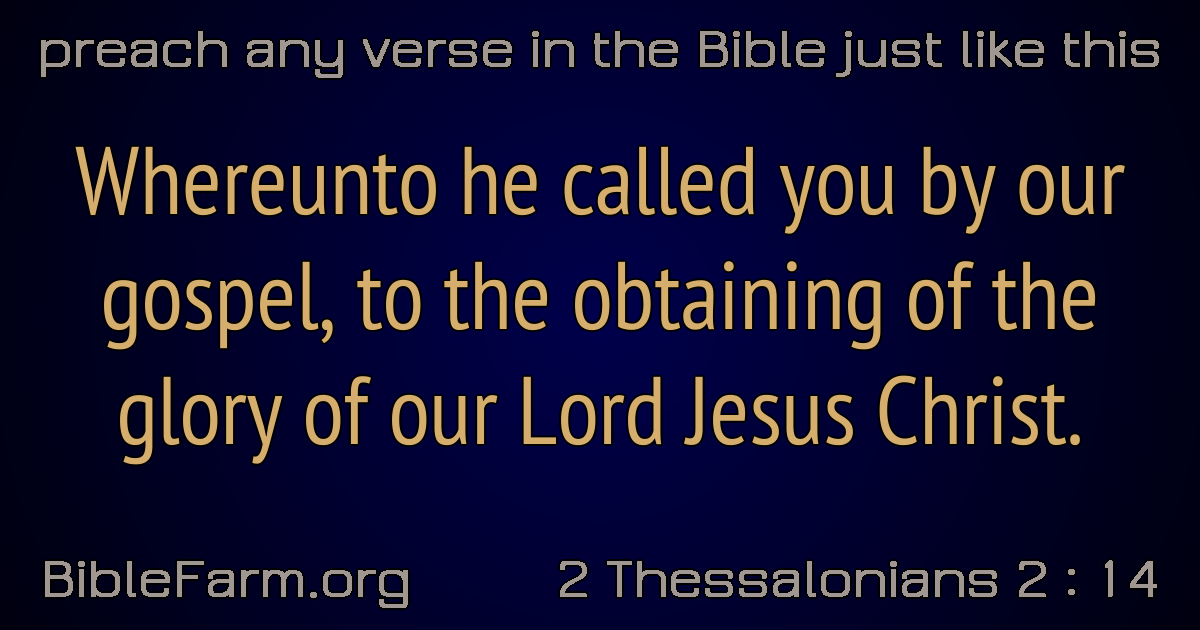 preach any verse in the Bible just like this
Whereunto he called you by our
gospel, to the obtaining of the
glory of our Lord Jesus Christ.
BibleFarm.org
2 Thessalonians 2 : 14